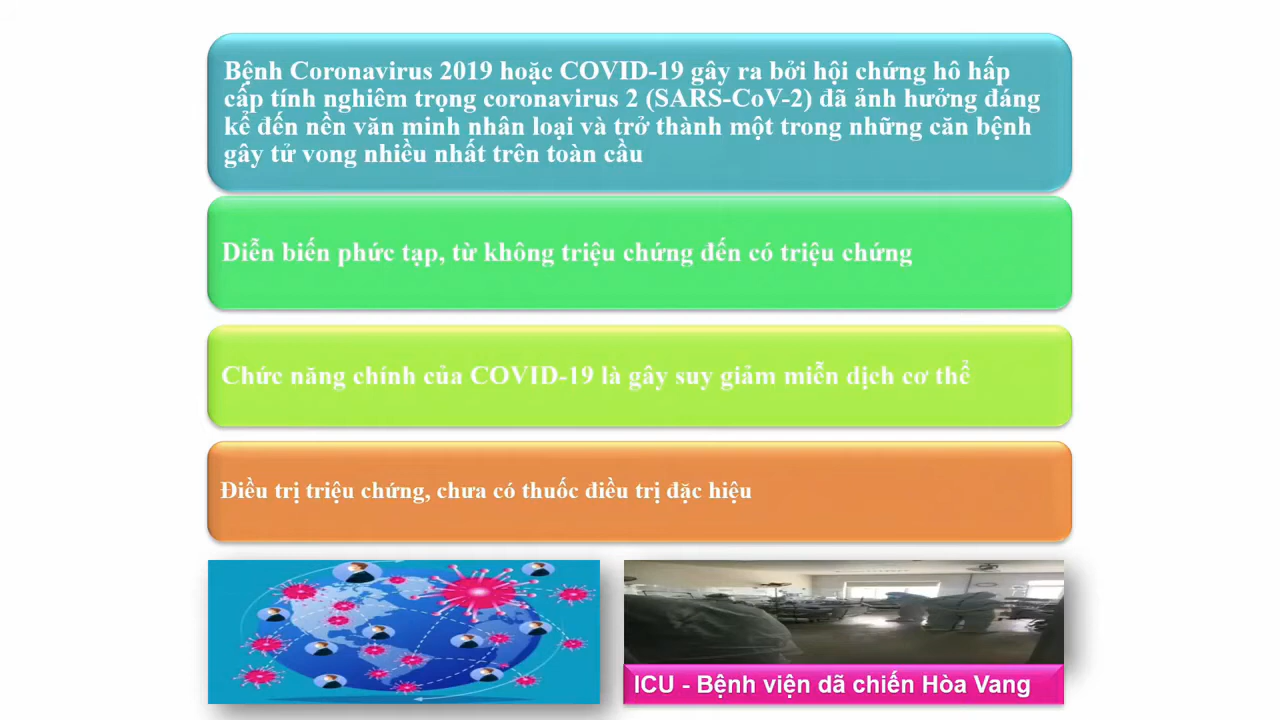 Bệnh Coronavirus 2019 hoặc COVID-19 gây ra bởi hội chứng hô hấp
cấp tính nghiêm trọng coronavirus 2 (SARS-CoV-2) đã ảnh hưởng đáng
kể đến nền văn minh nhân loại và trở thành một trong những căn bệnh
gây tử vong nhiều nhất trên toàn cầu
Diễn biến phức tạp, từ không triệu chứng đến có triệu chứng
Chức năng chính của COVID-19 là gây suy giảm miễn dịch cơ thể
Điều trị triệu chứng, chưa có thuốc điều trị đặc hiệu
ICU - Bệnh viện dã chiến Hòa Vang